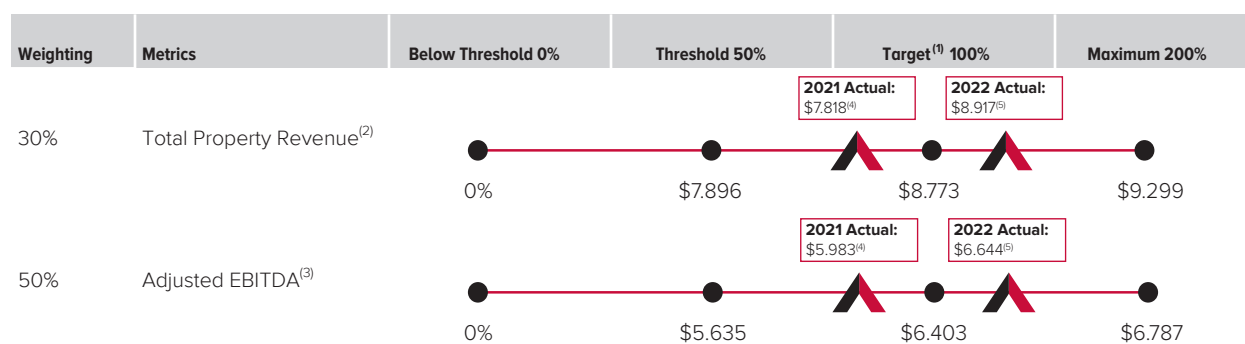 Weighting Metrics Below Threshold 0% Threshold 50% Target(1) 100% Maximum 200%
2021 Actual: 2022 Actual:
$7.818(4) $8.917(5)
30% Total Property Revenue(2)
0% $7.896 $8.773 $9.299
2021 Actual: 2022 Actual:
$5.983(4) $6.644(5)
50% Adjusted EBITDA(3)
0% $5.635 $6.403 $6.787